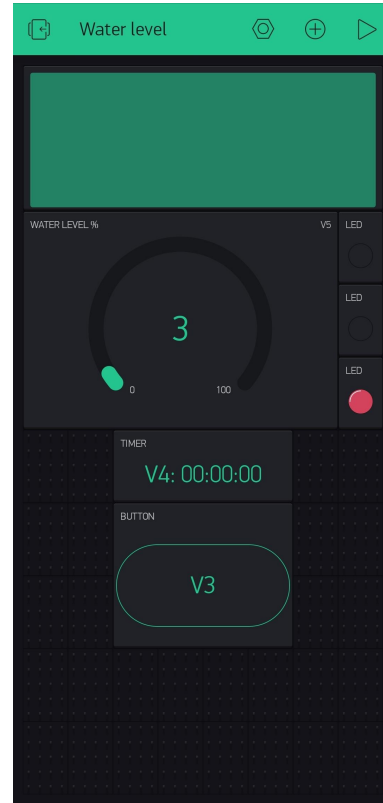 Water level
WATER LEVEL %
V5
LED
3
0
100
LED
LED
TIMER
V4: 00:00:00
BUTTON
V3